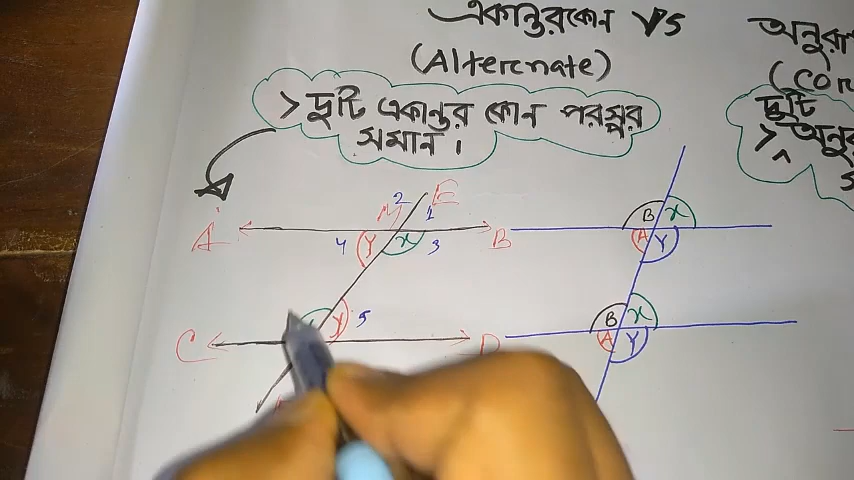 একান্তরকোন VS
(Alternate)
> দুটি একান্তর কোন পরস্পর
সমান।
দুটি
>
2 E
M 1
A B
4 Y x 3
Y 5
C D
B x
A Y
B x
A Y